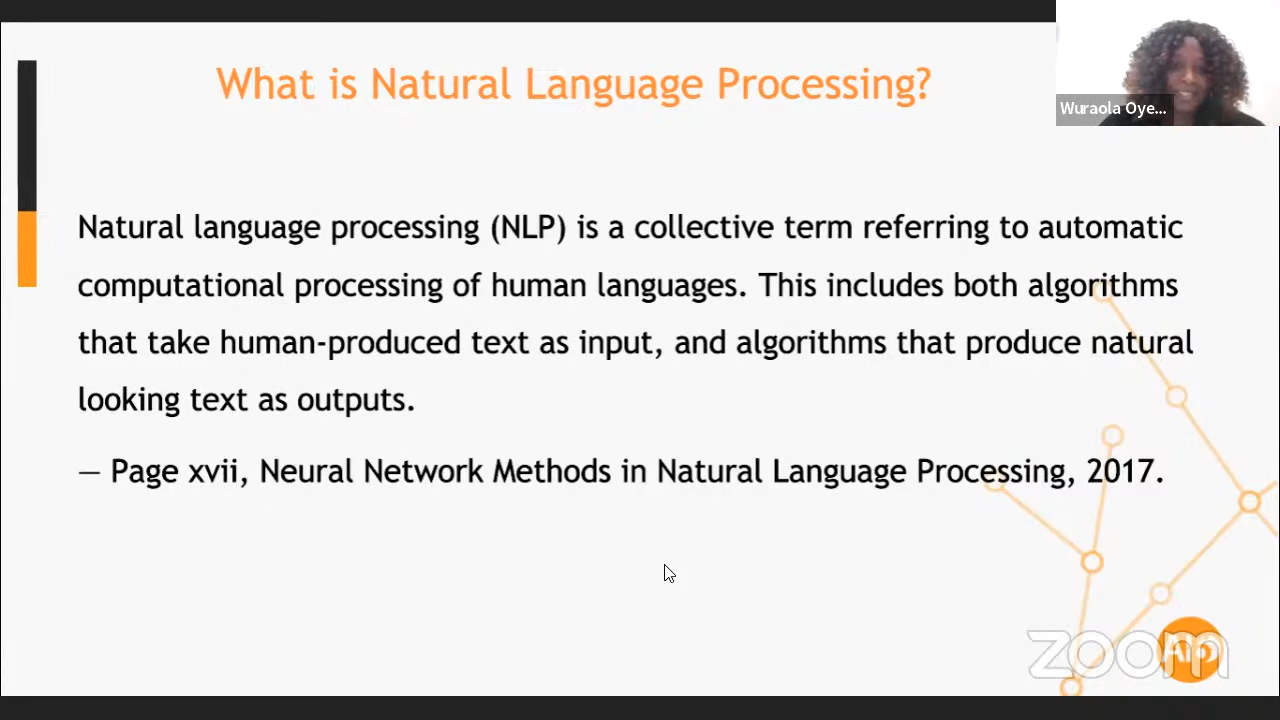 What is Natural Language Processing?
Wuraola Oye...
Natural language processing (NLP) is a collective term referring to automatic
computational processing of human languages. This includes both algorithms
that take human-produced text as input, and algorithms that produce natural
looking text as outputs.
— Page xvii, Neural Network Methods in Natural Language Processing, 2017.
zoom